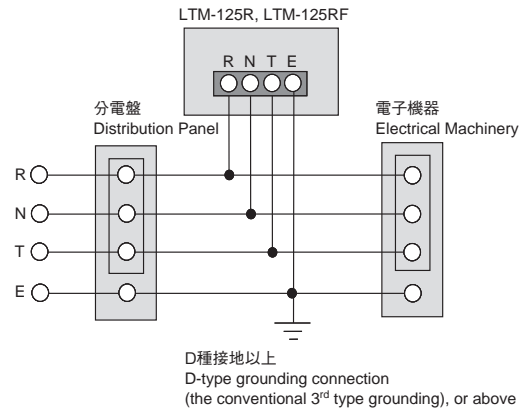 LTM-125R, LTM-125RF
R N T E
分電盤
Distribution Panel
電子機器
Electrical Machinery
R
N
T
E
D種接地以上
D-type grounding connection
(the conventional 3rd type grounding), or above